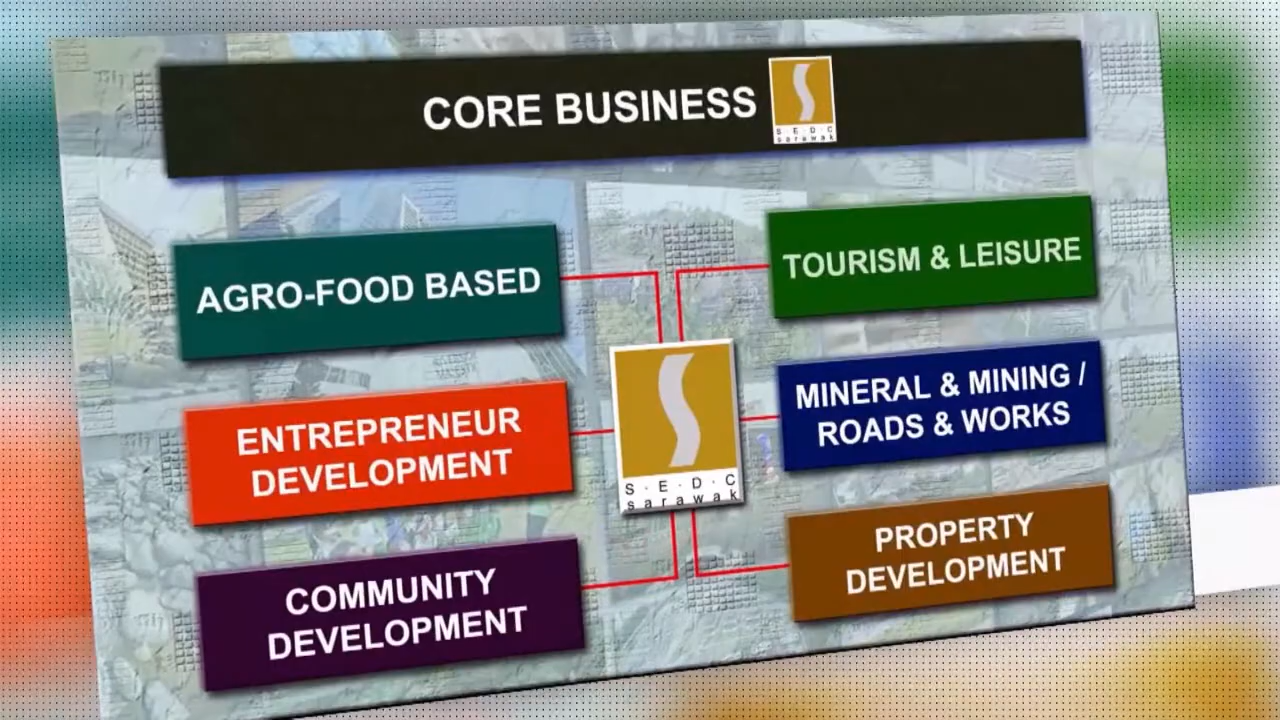 CORE BUSINESS
S·E·D·C
sarawak
AGRO-FOOD BASED
ENTREPRENEUR
DEVELOPMENT
COMMUNITY
DEVELOPMENT
S·E·D·C
sarawak
TOURISM & LEISURE
MINERAL & MINING /
ROADS & WORKS
PROPERTY
DEVELOPMENT